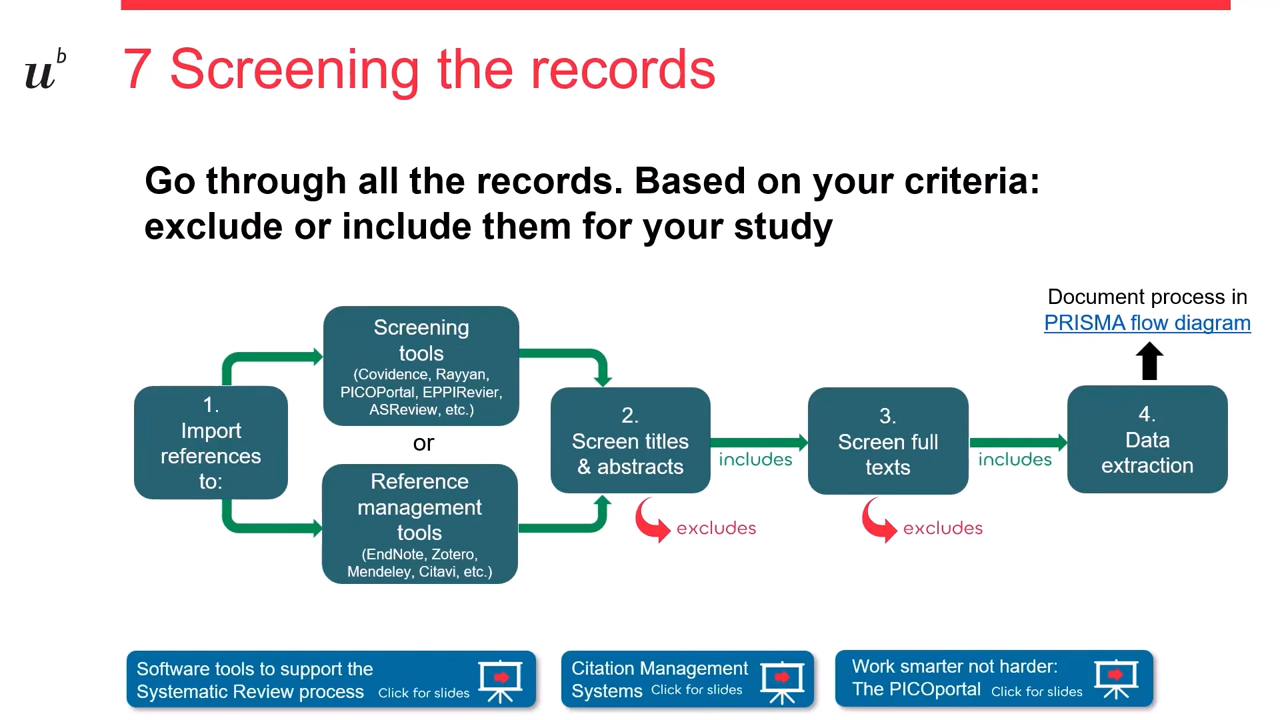 u b
7 Screening the records
Go through all the records. Based on your criteria:
exclude or include them for your study
Document process in
PRISMA flow diagram
1.
Import
references
to:
Screening
tools
(Covidence, Rayyan,
PICOPortal, EPPIRevier,
ASReview, etc.)
or
Reference
management
tools
(EndNote, Zotero,
Mendeley, Citavi, etc.)
2.
Screen titles
& abstracts
includes
excludes
3.
Screen full
texts
includes
excludes
4.
Data
extraction
Software tools to support the
Systematic Review process Click for slides
Citation Management
Systems Click for slides
Work smarter not harder:
The PICOportal Click for slides